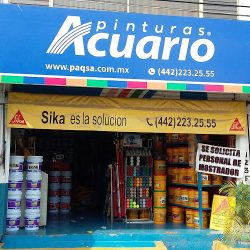 pinturas®
Acuario
www.paqsa.com.mx (442)223.25.55
Sika es la solucion (442)223.25.55
SE SOLICITA
PERSONAL DE
MOSTRADOR